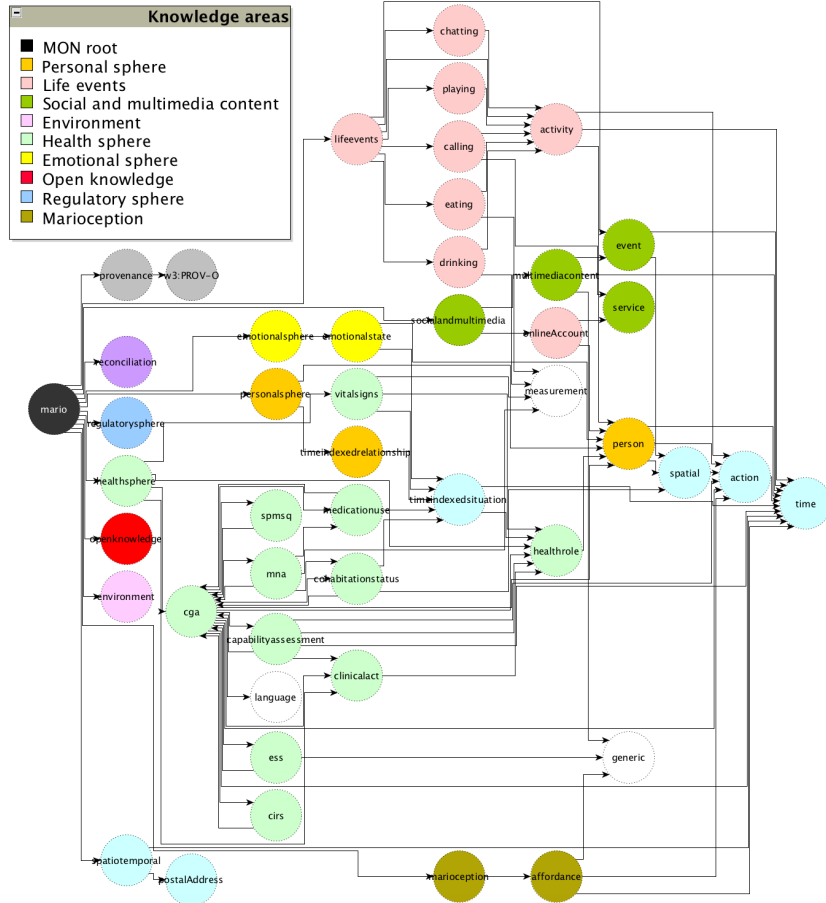 Knowledge areas
MON root
Personal sphere
Life events
Social and multimedia content
Environment
Health sphere
Emotional sphere
Open knowledge
Regulatory sphere
Marioception
chatting
playing
lifeevents
activity
calling
eating
event
drinking
provenance
w3:PROV-O
multimediacontent
service
socialandmultimedia
emotionalsphere
emotionalstate
onlineAccount
reconciliation
mario
personalsphere
vitalsigns
measurement
regulatorysphere
timeindexedrelationship
person
healthsphere
spatial
action
timeindexedsituation
time
spmsq
medicationuse
openknowledge
healthrole
mna
cohabitationstatus
environment
cga
capabilityassessment
clinicalact
language
ess
generic
cirs
spatiotemporal
postalAddress
marioception
affordance